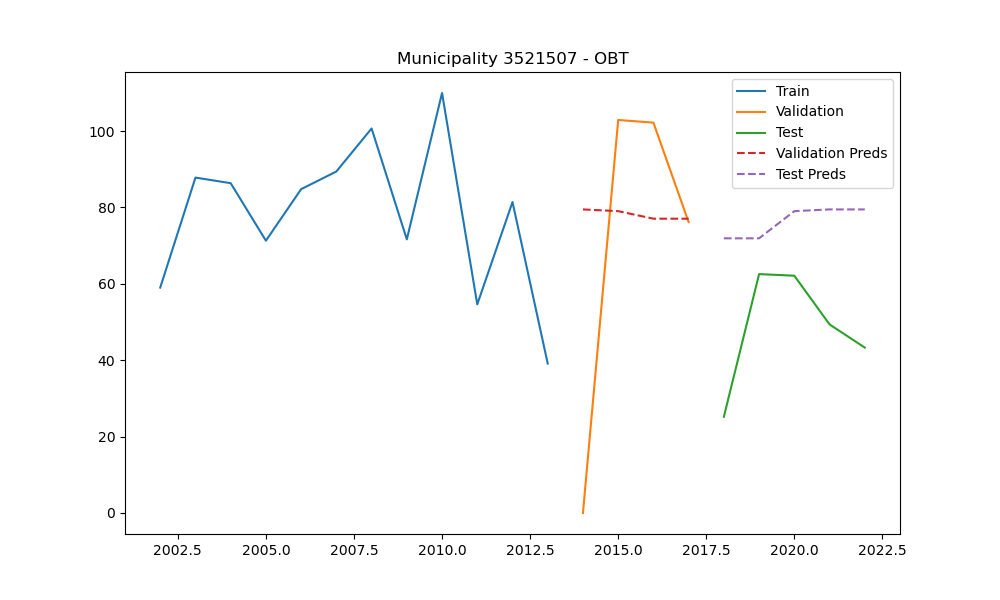 Municipality 3521507 - OBT
Train
Validation
Test
Validation Preds
Test Preds
100
80
60
40
20
0
2002.5 2005.0 2007.5 2010.0 2012.5 2015.0 2017.5 2020.0 2022.5